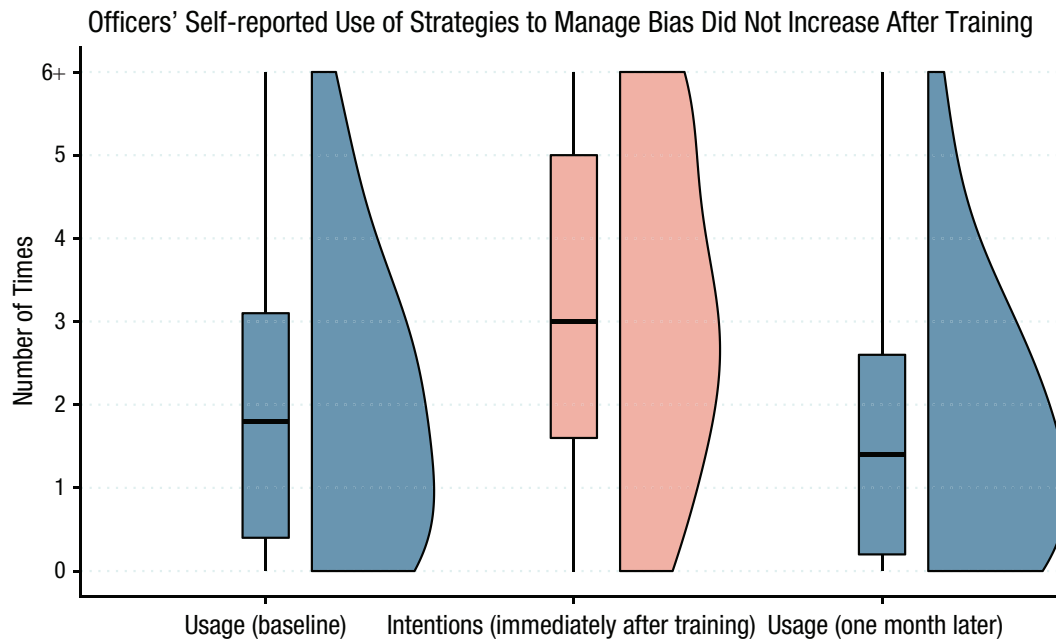 Officers’ Self-reported Use of Strategies to Manage Bias Did Not Increase After Training
Number of Times
6+
5
4
3
2
1
0
Usage (baseline)
Intentions (immediately after training)
Usage (one month later)